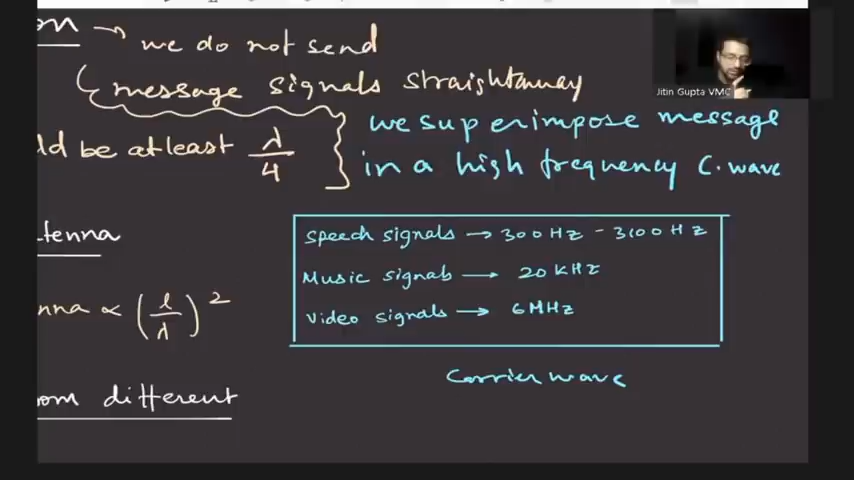 on → we do not send
message signals straightaway
ld be atleast λ/4
we superimpose message
in a high frequency C. wave
Jitin Gupta VMC
tenna
Speech signals → 300 Hz - 3100 Hz
Music signals → 20 KHz
Video signals → 6 MHz
nna ∝ (l/λ)²
Carrier wave
om different